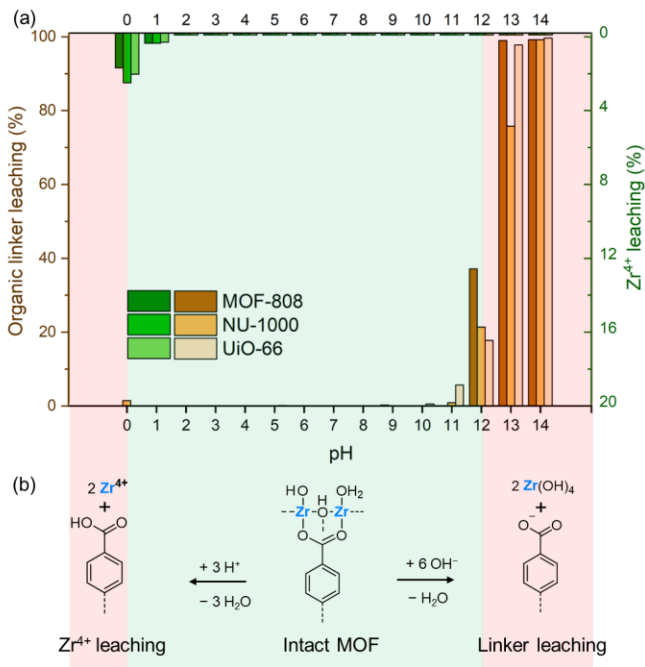 (a)
0 1 2 3 4 5 6 7 8 9 10 11 12 13 14
100
80
60
40
20
0
Organic linker leaching (%)
0
4
8
12
16
20
Zr⁴⁺ leaching (%)
MOF-808
NU-1000
UiO-66
0 1 2 3 4 5 6 7 8 9 10 11 12 13 14
pH
(b)
2 Zr⁴⁺
+
HO O
+ 3 H⁺
− 3 H₂O
HO OH₂
H
Zr O Zr
O O
+ 6 OH⁻
− H₂O
2 Zr(OH)₄
+
O⁻ O
Zr⁴⁺ leaching Intact MOF Linker leaching